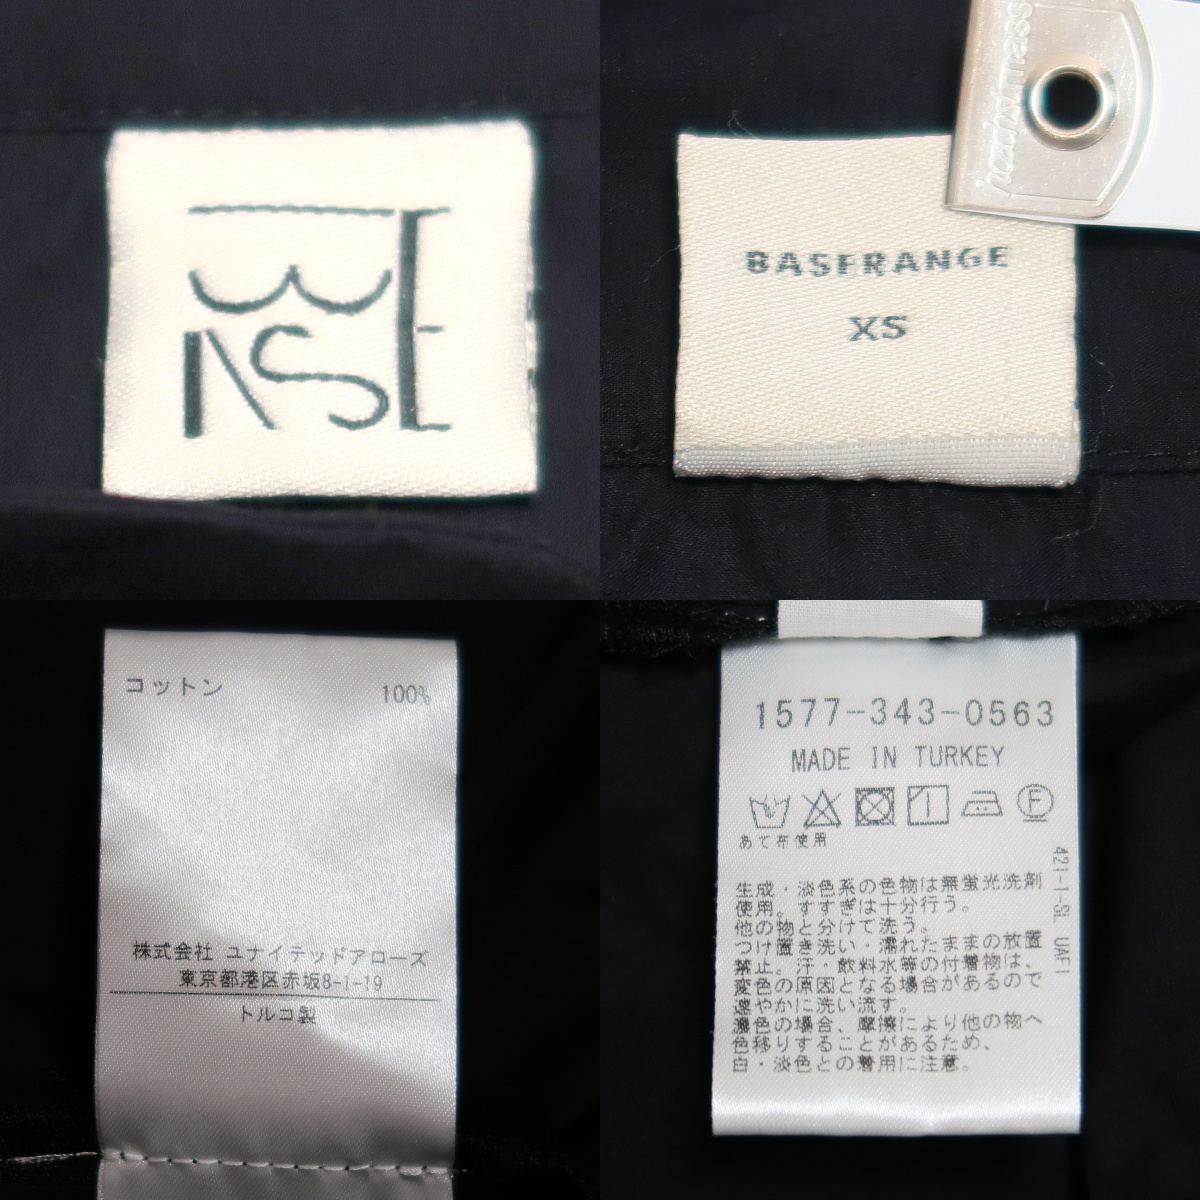 BASE
BASERANGE
XS
コットン 100%
株式会社 ユナイテッドアローズ
東京都港区赤坂8-1-19
トルコ製
1577-343-0563
MADE IN TURKEY
F
あて布使用
生成・淡色系の色物は無蛍光洗剤
使用。すすぎは十分行う。
他の物と分けて洗う。
つけ置き洗い・濡れたままの放置
禁止。汗・飲料水等の付着物は、
変色の原因となる場合があるので
速やかに洗い流す。
濃色の場合、摩擦により他の物へ
色移りすることがあるため、
白・淡色との着用に注意。
421-1-SL UAF1